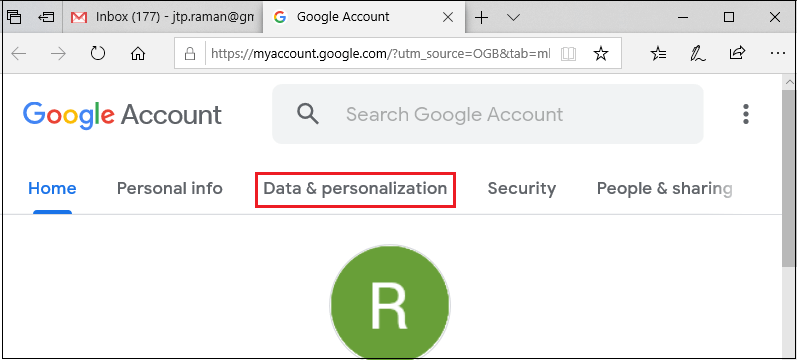 Inbox (177) - jtp.raman@gm
Google Account
https://myaccount.google.com/?utm_source=OGB&tab=ml
Google Account
Search Google Account
Home Personal info Data & personalization Security People & sharing
R